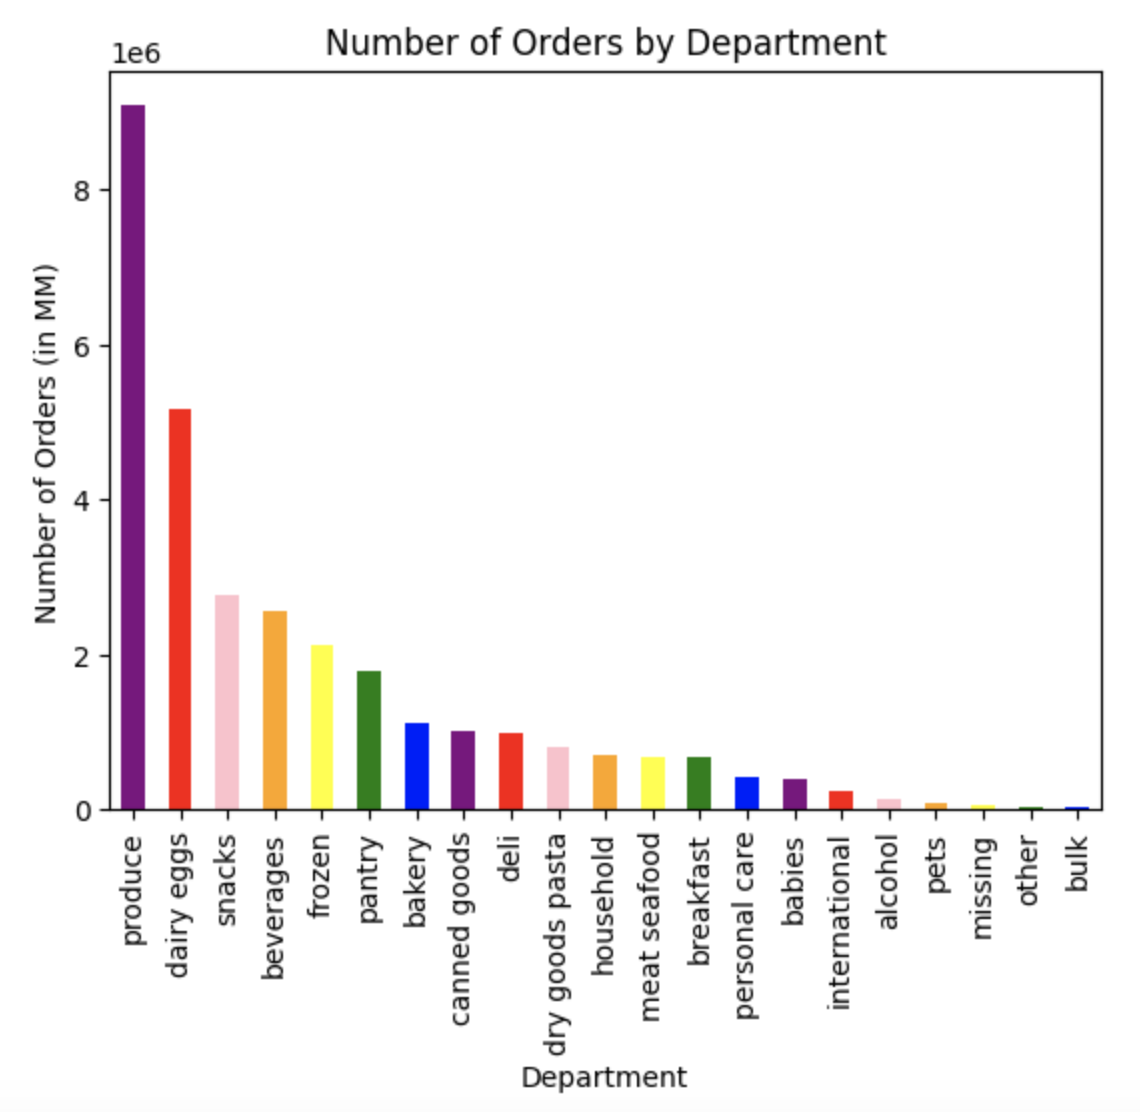 Number of Orders by Department
1e6
Number of Orders (in MM)
8
6
4
2
0
produce
dairy eggs
snacks
beverages
frozen
pantry
bakery
canned goods
deli
dry goods pasta
household
meat seafood
breakfast
personal care
babies
international
alcohol
pets
missing
other
bulk
Department